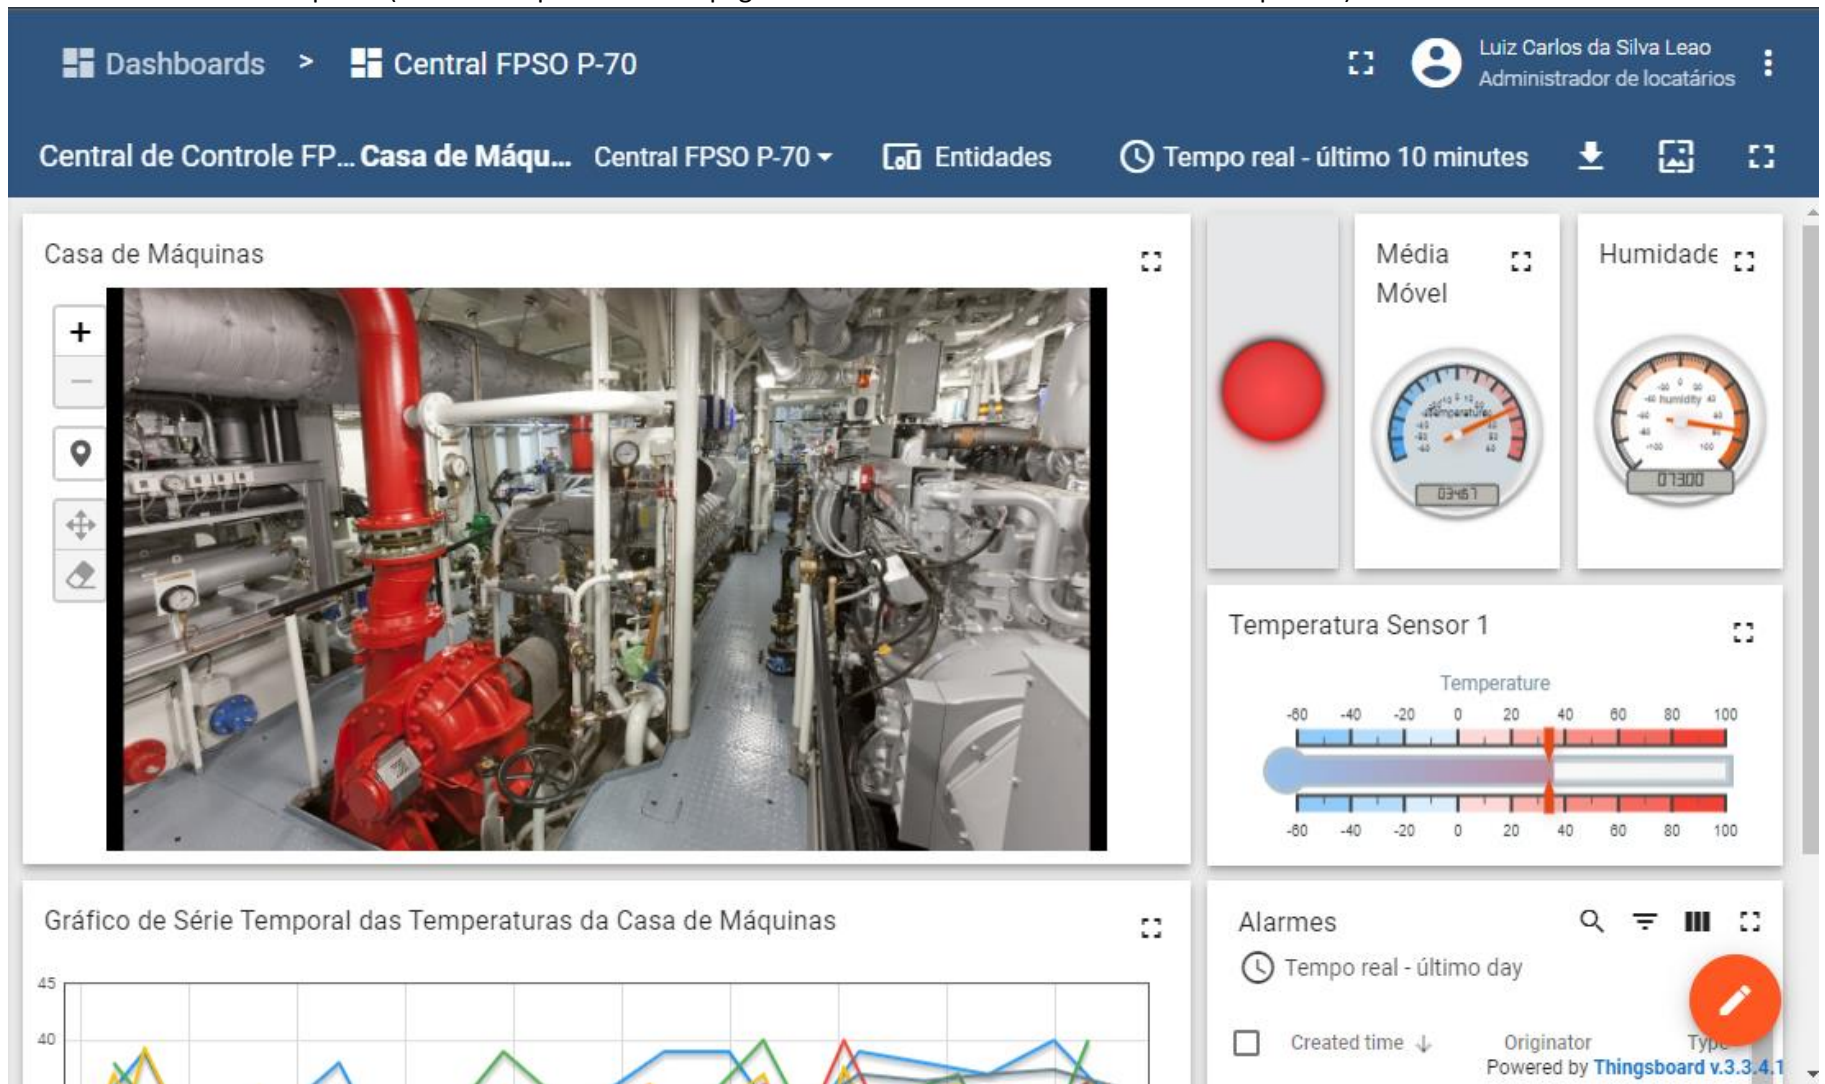 Dashboards > Central FPSO P-70
Luiz Carlos da Silva Leao
Administrador de locatários
Central de Controle FP... Casa de Máqu... Central FPSO P-70 Entidades Tempo real - último 10 minutes
Casa de Máquinas
Média
Móvel
Humidade
temperature
humidity
07300
Temperatura Sensor 1
Temperature
-60 -40 -20 0 20 40 60 80 100
-60 -40 -20 0 20 40 60 80 100
Gráfico de Série Temporal das Temperaturas da Casa de Máquinas
45
40
Alarmes
Tempo real - último day
Created time Originator
Powered by Thingsboard v.3.3.4.1